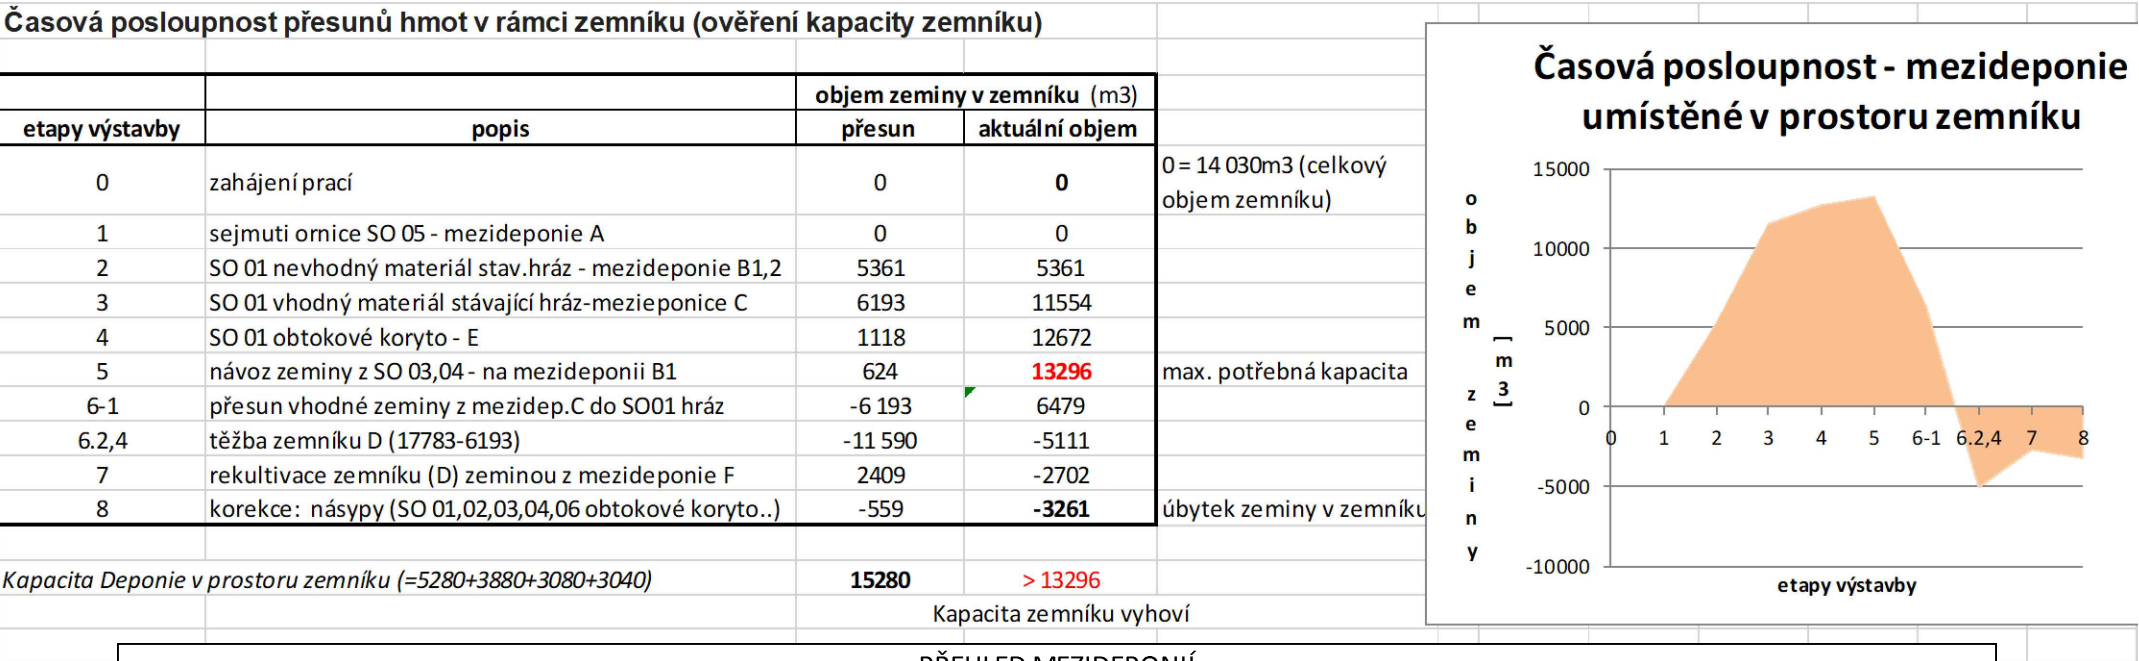 Časová posloupnost přesunů hmot v rámci zemníku (ověření kapacity zemníku)
objem zeminy v zemníku (m3)
etapy výstavby popis přesun aktuální objem
0 zahájení prací 0 0 0 = 14 030m3 (celkový
objem zemníku)
1 sejmuti ornice SO 05 - mezideponie A 0 0
2 SO 01 nevhodný materiál stav.hráz - mezideponie B1,2 5361 5361
3 SO 01 vhodný materiál stávající hráz-mezieponice C 6193 11554
4 SO 01 obtokové koryto - E 1118 12672
5 návoz zeminy z SO 03,04 - na mezideponii B1 624 13296 max. potřebná kapacita
6-1 přesun vhodné zeminy z mezidep.C do SO01 hráz -6 193 6479
6.2,4 těžba zemníku D (17783-6193) -11 590 -5111
7 rekultivace zemníku (D) zeminou z mezideponie F 2409 -2702
8 korekce: násypy (SO 01,02,03,04,06 obtokové koryto..) -559 -3261 úbytek zeminy v zemníku
Kapacita Deponie v prostoru zemníku (=5280+3880+3080+3040) 15280 > 13296
Kapacita zemníku vyhoví
PŘEHLED MEZIDEPONIÍ
Časová posloupnost - mezideponie
umístěné v prostoru zemníku
objem zeminy
[m3]
15000
10000
5000
0
-5000
-10000
0 1 2 3 4 5 6-1 6.2,4 7 8
etapy výstavby